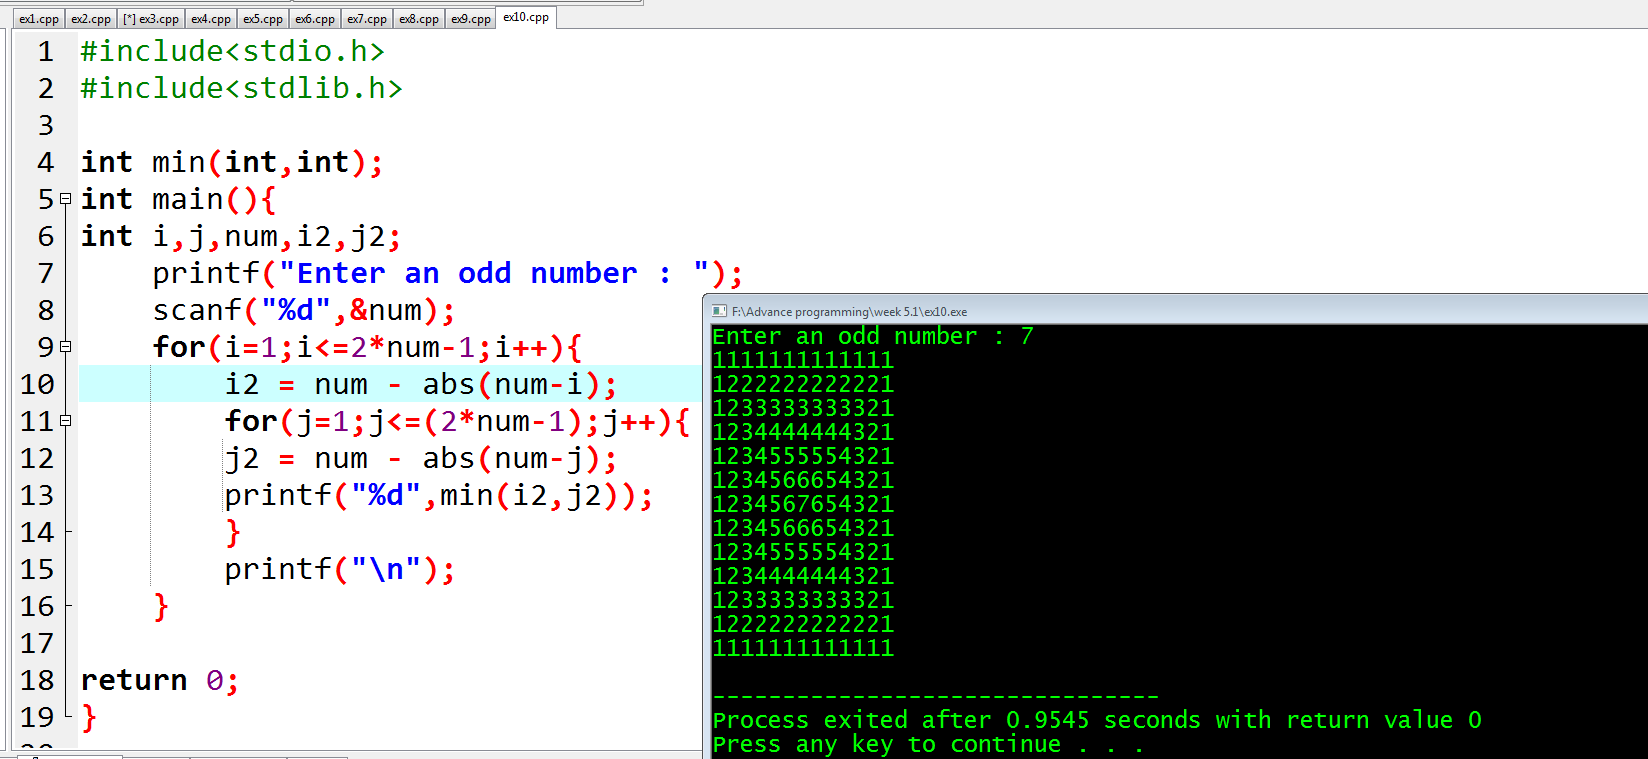 ex1.cpp ex2.cpp [*] ex3.cpp ex4.cpp ex5.cpp ex6.cpp ex7.cpp ex8.cpp ex9.cpp ex10.cpp
1 #include<stdio.h>
2 #include<stdlib.h>
3
4 int min(int,int);
5 int main(){
6 int i,j,num,i2,j2;
7     printf("Enter an odd number : ");
8     scanf("%d",&num);
9     for(i=1;i<=2*num-1;i++){
10         i2 = num - abs(num-i);
11         for(j=1;j<=(2*num-1);j++){
12         j2 = num - abs(num-j);
13         printf("%d",min(i2,j2));
14         }
15         printf("\n");
16     }
17
18 return 0;
19 }
F:\Advance programming\week 5.1\ex10.exe
Enter an odd number : 7
1111111111111
1222222222221
1233333333321
1234444444321
1234555554321
1234566654321
1234567654321
1234566654321
1234555554321
1234444444321
1233333333321
1222222222221
1111111111111
--------------------------------
Process exited after 0.9545 seconds with return value 0
Press any key to continue . . .